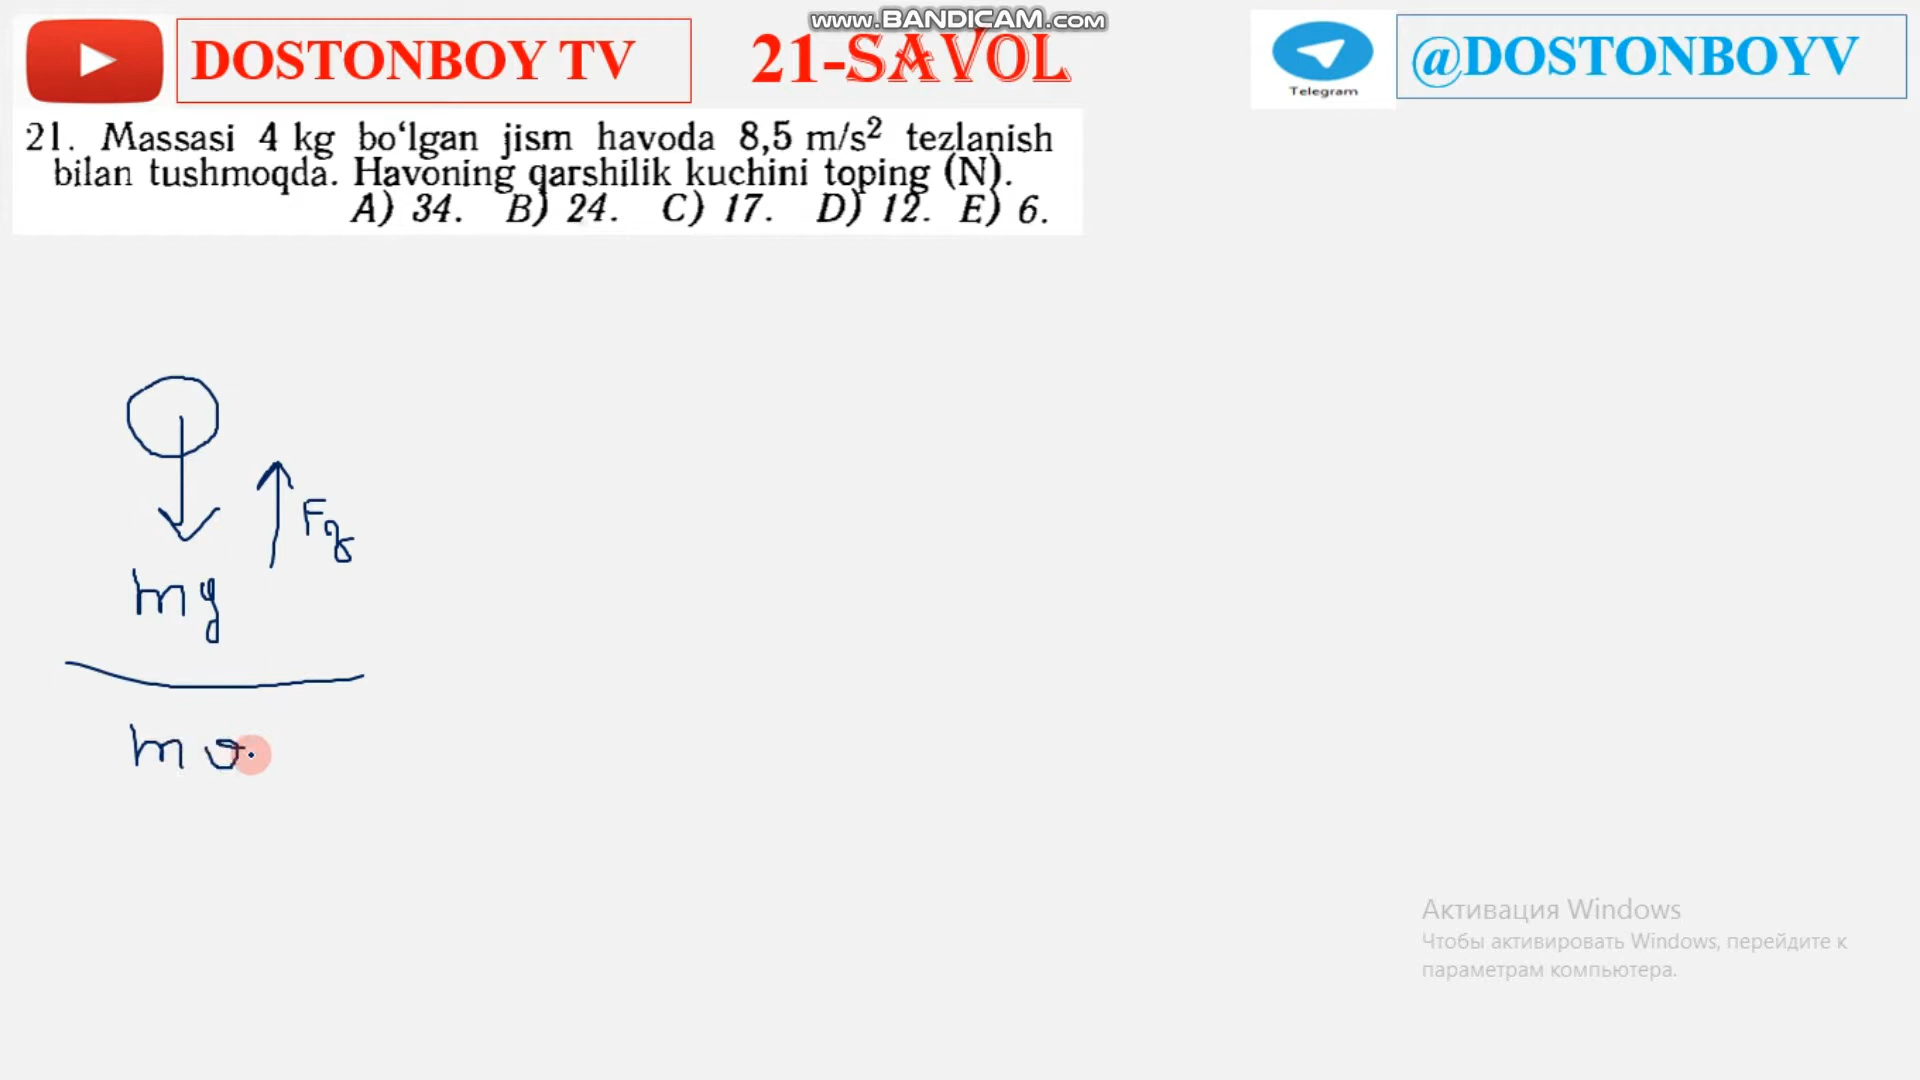 www.BANDICAM.com
DOSTONBOY TV
21-SAVOL
Telegram
@DOSTONBOYV
21. Massasi 4 kg bo‘lgan jism havoda 8,5 m/s² tezlanish
bilan tushmoqda. Havoning qarshilik kuchini toping (N).
A) 34. B) 24. C) 17. D) 12. E) 6.
mg
m
Активация Windows
Чтобы активировать Windows, перейдите к
параметрам компьютера.